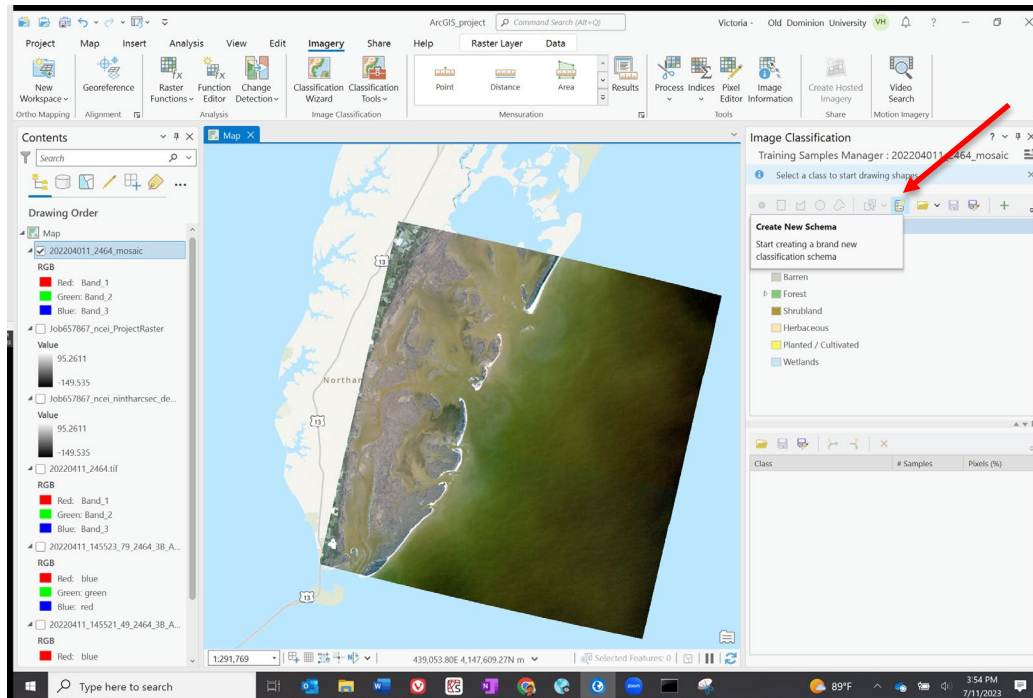 ArcGIS_project
Command Search (Alt+Q)
Victoria - Old Dominion University
VH
?
Project Map Insert Analysis View Edit Imagery Share Help Raster Layer Data
New Workspace
Georeference
Raster Functions
Function Editor
Change Detection
Classification Wizard
Classification Tools
Point
Distance
Area
Results
Process
Indices
Pixel Editor
Image Information
Create Hosted Imagery
Video Search
Ortho Mapping
Alignment
Analysis
Image Classification
Mensuration
Tools
Share
Motion Imagery
Contents
Search
Drawing Order
Map
202204011_2464_mosaic
RGB
Red: Band_1
Green: Band_2
Blue: Band_3
Job657867_ncei_ProjectRaster
Value
95.2611
-149.535
Job657867_ncei_nintharcsec_de...
Value
95.2611
-149.535
20220411_2464.tif
RGB
Red: Band_1
Green: Band_2
Blue: Band_3
20220411_145523_79_2464_3B_A...
RGB
Red: blue
Green: green
Blue: red
20220411_145521_49_2464_3B_A...
RGB
Red: blue
Map
13
Northam
13
13
1:291,769
439,053.80E 4,147,609.27N m
Selected Features: 0
Image Classification
?
Training Samples Manager : 202204011_2464_mosaic
Select a class to start drawing shapes
Create New Schema
Start creating a brand new
classification schema
Barren
Forest
Shrubland
Herbaceous
Planted / Cultivated
Wetlands
Class # Samples Pixels (%)
Type here to search
89°F
3:54 PM
7/11/2023